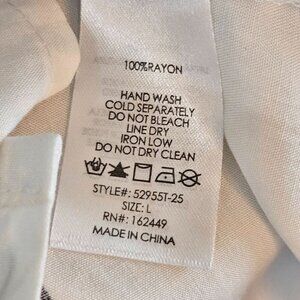 100%RAYON
HAND WASH
COLD SEPARATELY
DO NOT BLEACH
LINE DRY
IRON LOW
DO NOT DRY CLEAN
STYLE#: 52955T-25
SIZE: L
RN#: 162449
MADE IN CHINA